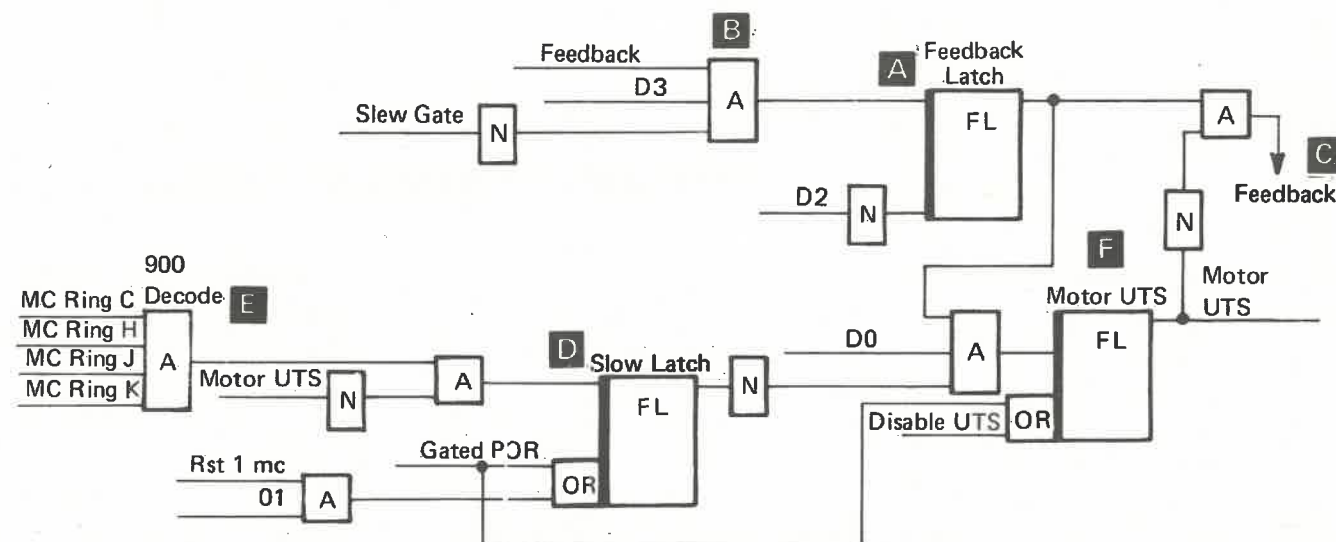 B
Feedback
D3
A
Slew Gate
N
A
Feedback
Latch
FL
D2
N
A
C
Feedback
N
F
Motor UTS
Motor
UTS
FL
900
Decode
E
MC Ring C
MC Ring H
MC Ring J
MC Ring K
A
Motor UTS
N
A
D
Slow Latch
FL
N
D0
A
Disable UTS
OR
Gated POR
OR
Rst 1 mc
01
A